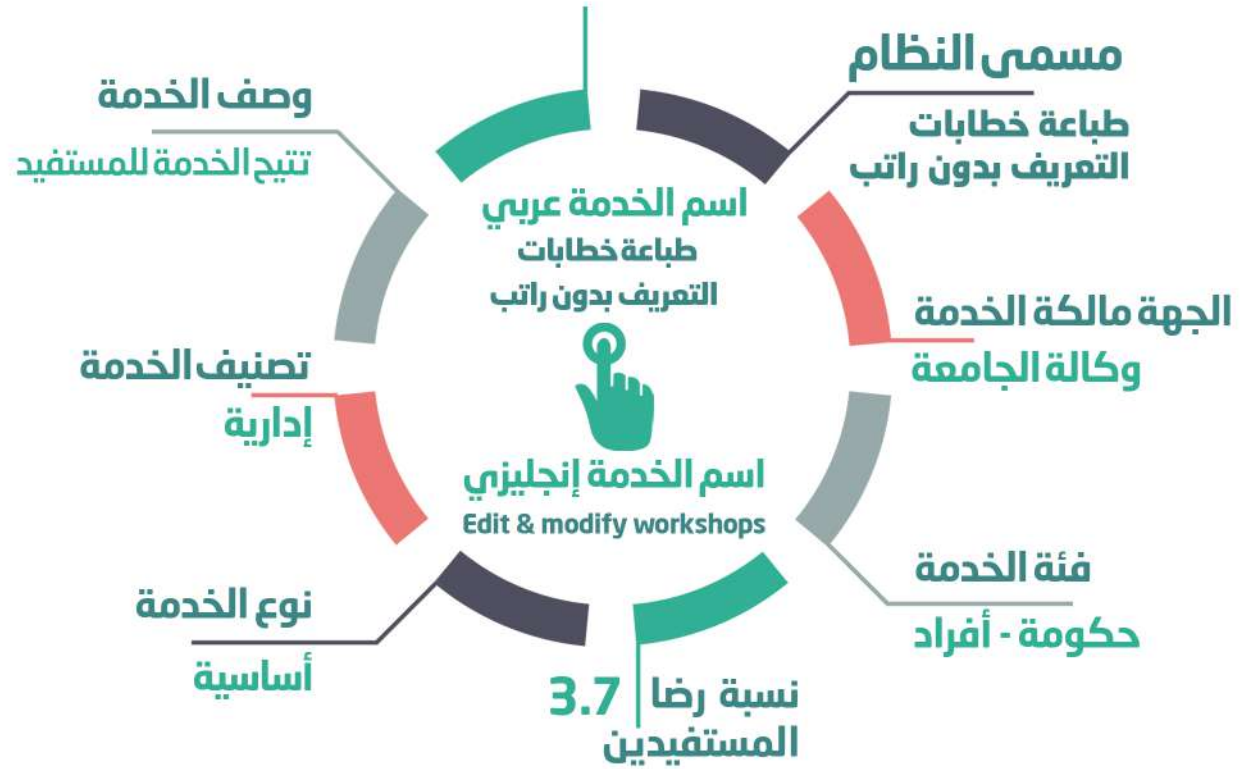 مسمى النظام
طباعة خطابات
التعريف بدون راتب
الجهة مالكة الخدمة
وكالة الجامعة
فئة الخدمة
حكومة - أفراد
نسبة رضا
المستفيدين
3.7
اسم الخدمة عربي
طباعة خطابات
التعريف بدون راتب
اسم الخدمة إنجليزي
Edit & modify workshops
وصف الخدمة
تتيح الخدمة للمستفيد
تصنيف الخدمة
إدارية
نوع الخدمة
أساسية